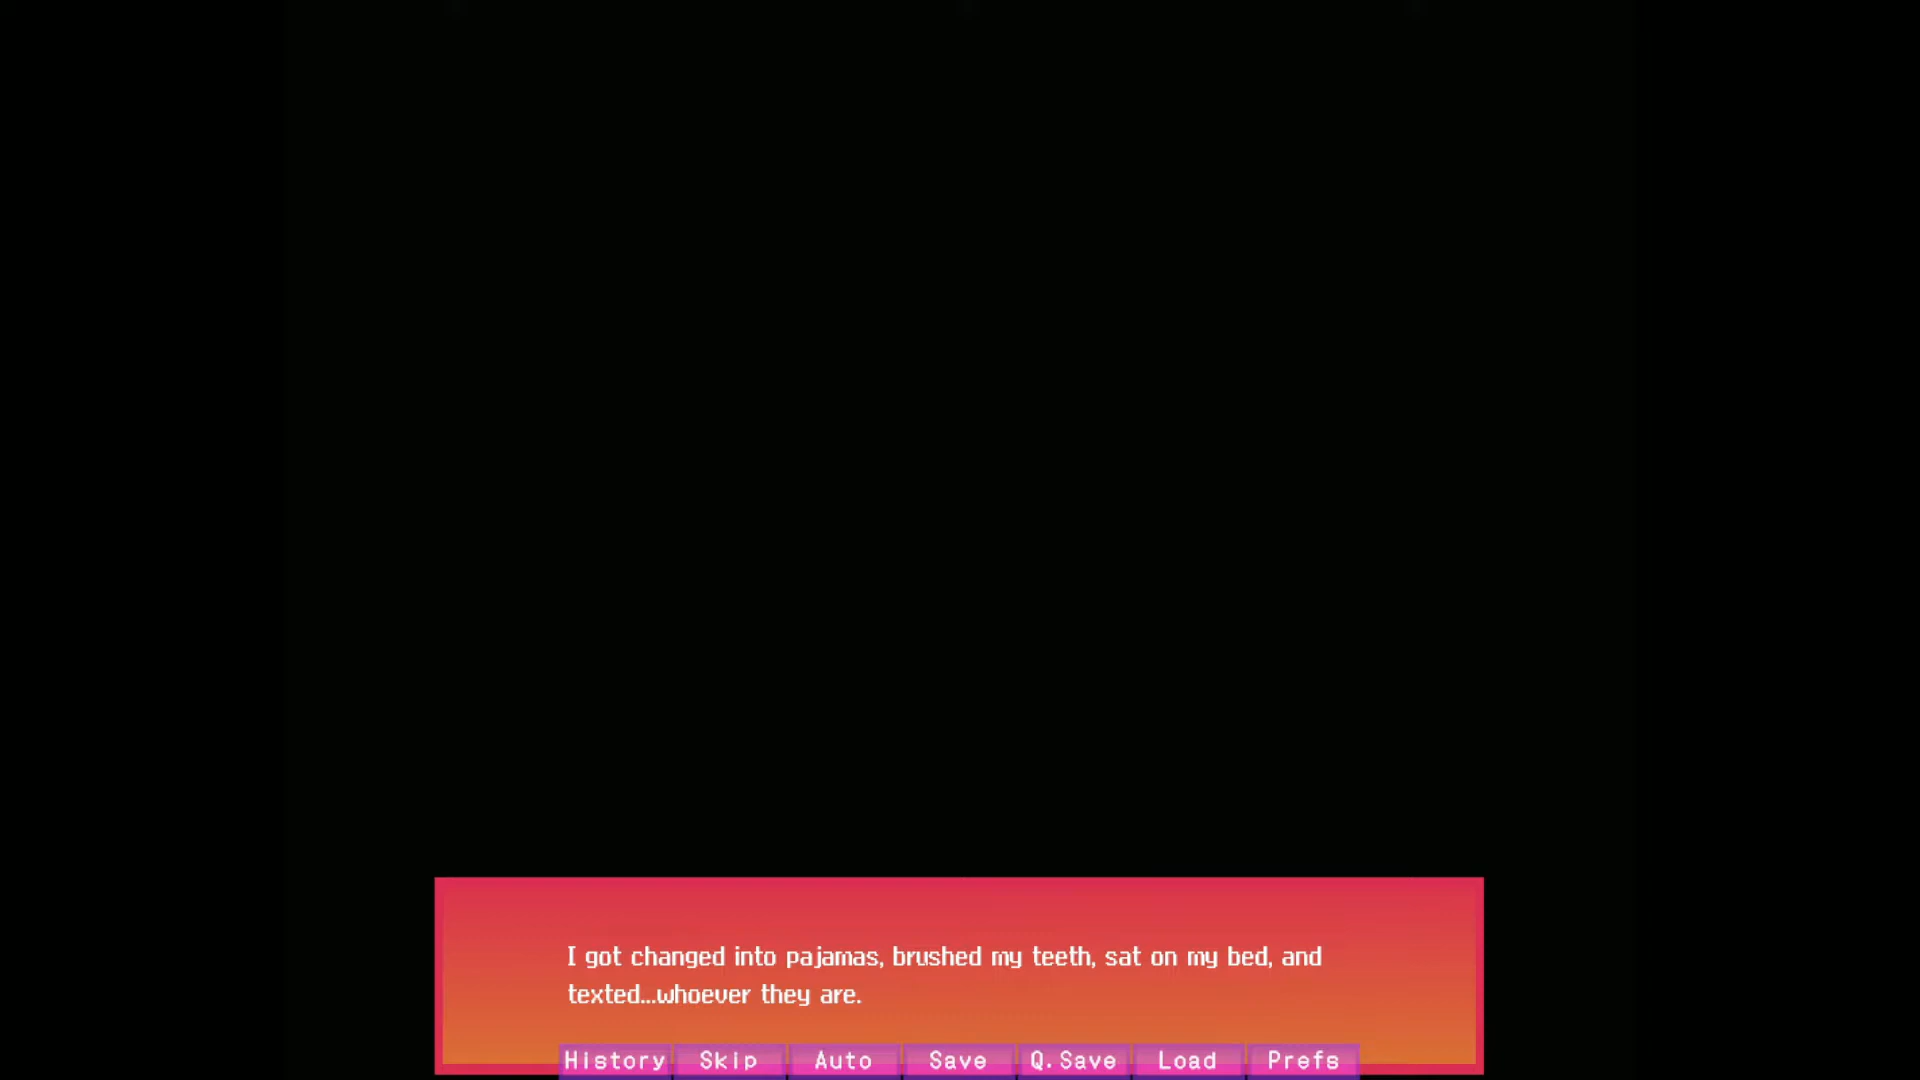 I got changed into pajamas, brushed my teeth, sat on my bed, and
texted...whoever they are.
History Skip Auto Save Q.Save Load Prefs